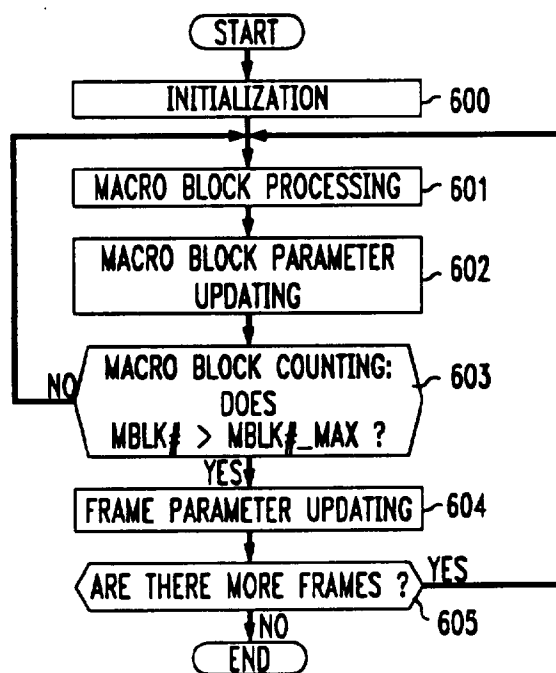 START
INITIALIZATION
600
MACRO BLOCK PROCESSING
601
MACRO BLOCK PARAMETER
UPDATING
602
MACRO BLOCK COUNTING:
DOES
MBLK# > MBLK#_MAX ?
603
NO
YES
FRAME PARAMETER UPDATING
604
ARE THERE MORE FRAMES ?
YES
605
NO
END